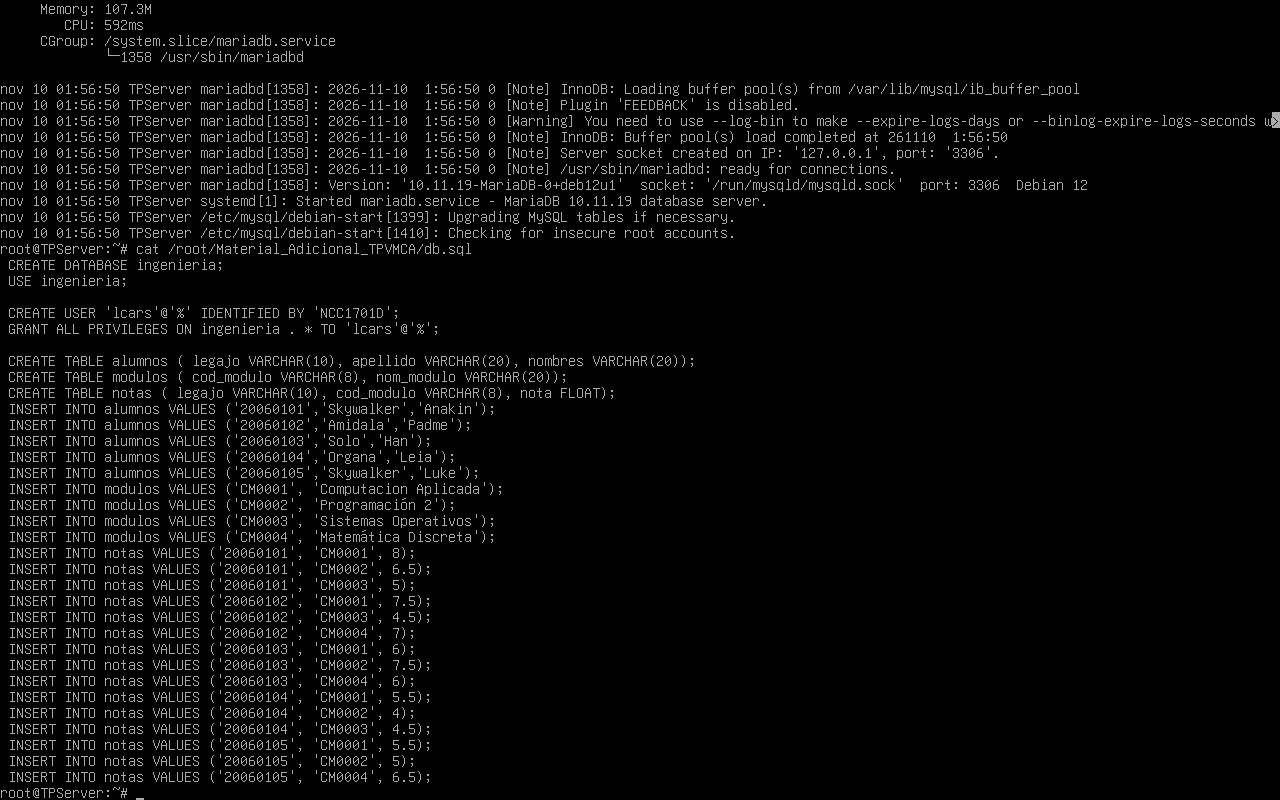 Memory: 107.3M
CPU: 592ms
CGroup: /system.slice/mariadb.service
└─1358 /usr/sbin/mariadbd
nov 10 01:56:50 TPServer mariadbd[1358]: 2026-11-10  1:56:50 0 [Note] InnoDB: Loading buffer pool(s) from /var/lib/mysql/ib_buffer_pool
nov 10 01:56:50 TPServer mariadbd[1358]: 2026-11-10  1:56:50 0 [Note] Plugin 'FEEDBACK' is disabled.
nov 10 01:56:50 TPServer mariadbd[1358]: 2026-11-10  1:56:50 0 [Warning] You need to use --log-bin to make --expire-logs-days or --binlog-expire-logs-seconds u>
nov 10 01:56:50 TPServer mariadbd[1358]: 2026-11-10  1:56:50 0 [Note] InnoDB: Buffer pool(s) load completed at 261110  1:56:50
nov 10 01:56:50 TPServer mariadbd[1358]: 2026-11-10  1:56:50 0 [Note] Server socket created on IP: '127.0.0.1', port: '3306'.
nov 10 01:56:50 TPServer mariadbd[1358]: 2026-11-10  1:56:50 0 [Note] /usr/sbin/mariadbd: ready for connections.
nov 10 01:56:50 TPServer mariadbd[1358]: Version: '10.11.19-MariaDB-0+deb12u1'  socket: '/run/mysqld/mysqld.sock'  port: 3306  Debian 12
nov 10 01:56:50 TPServer systemd[1]: Started mariadb.service - MariaDB 10.11.19 database server.
nov 10 01:56:50 TPServer /etc/mysql/debian-start[1399]: Upgrading MySQL tables if necessary.
nov 10 01:56:50 TPServer /etc/mysql/debian-start[1410]: Checking for insecure root accounts.
root@TPServer:~# cat /root/Material_Adicional_TPVMCA/db.sql
CREATE DATABASE ingenieria;
USE ingenieria;
CREATE USER 'lcars'@'%' IDENTIFIED BY 'NCC1701D';
GRANT ALL PRIVILEGES ON ingenieria . * TO 'lcars'@'%';
CREATE TABLE alumnos ( legajo VARCHAR(10), apellido VARCHAR(20), nombres VARCHAR(20));
CREATE TABLE modulos ( cod_modulo VARCHAR(8), nom_modulo VARCHAR(20));
CREATE TABLE notas ( legajo VARCHAR(10), cod_modulo VARCHAR(8), nota FLOAT);
INSERT INTO alumnos VALUES ('20060101','Skywalker','Anakin');
INSERT INTO alumnos VALUES ('20060102','Amidala','Padme');
INSERT INTO alumnos VALUES ('20060103','Solo','Han');
INSERT INTO alumnos VALUES ('20060104','Organa','Leia');
INSERT INTO alumnos VALUES ('20060105','Skywalker','Luke');
INSERT INTO modulos VALUES ('CM0001', 'Computacion Aplicada');
INSERT INTO modulos VALUES ('CM0002', 'Programación 2');
INSERT INTO modulos VALUES ('CM0003', 'Sistemas Operativos');
INSERT INTO modulos VALUES ('CM0004', 'Matemática Discreta');
INSERT INTO notas VALUES ('20060101', 'CM0001', 8);
INSERT INTO notas VALUES ('20060101', 'CM0002', 6.5);
INSERT INTO notas VALUES ('20060101', 'CM0003', 5);
INSERT INTO notas VALUES ('20060102', 'CM0001', 7.5);
INSERT INTO notas VALUES ('20060102', 'CM0003', 4.5);
INSERT INTO notas VALUES ('20060102', 'CM0004', 7);
INSERT INTO notas VALUES ('20060103', 'CM0001', 6);
INSERT INTO notas VALUES ('20060103', 'CM0002', 7.5);
INSERT INTO notas VALUES ('20060103', 'CM0004', 6);
INSERT INTO notas VALUES ('20060104', 'CM0001', 5.5);
INSERT INTO notas VALUES ('20060104', 'CM0002', 4);
INSERT INTO notas VALUES ('20060104', 'CM0003', 4.5);
INSERT INTO notas VALUES ('20060105', 'CM0001', 5.5);
INSERT INTO notas VALUES ('20060105', 'CM0002', 5);
INSERT INTO notas VALUES ('20060105', 'CM0004', 6.5);
root@TPServer:~# _